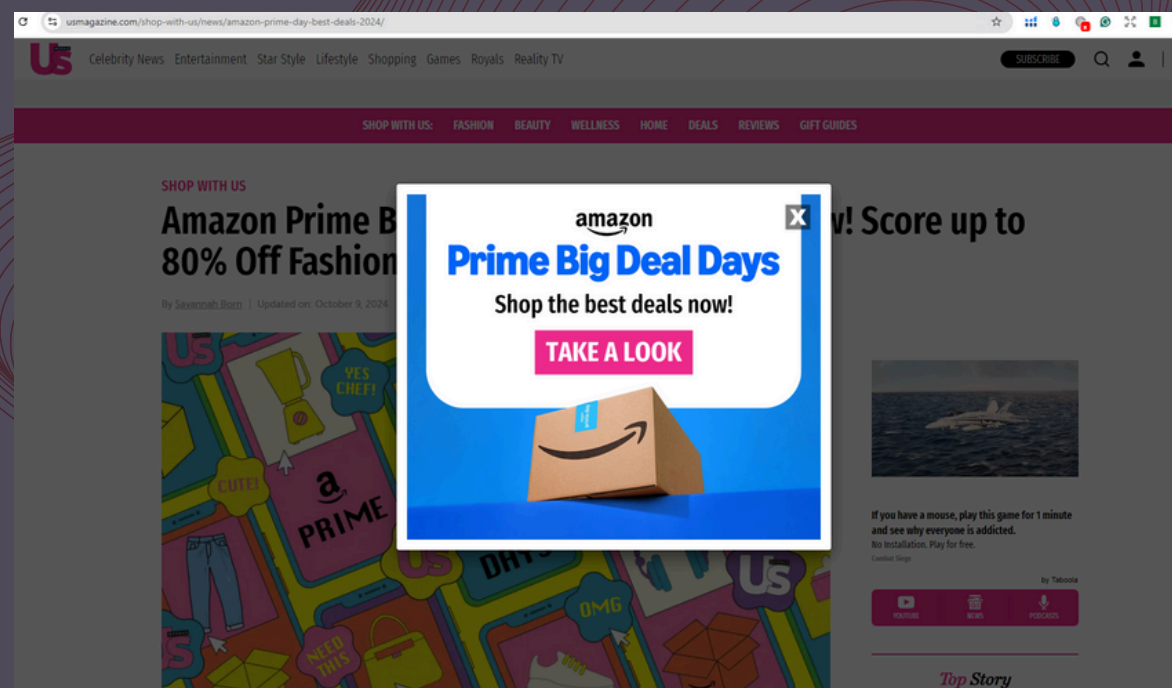 usmagazine.com/shop-with-us/news/amazon-prime-day-best-deals-2024/
Us
Celebrity News Entertainment Star Style Lifestyle Shopping Games Royals Reality TV
SUBSCRIBE
SHOP WITH US: FASHION BEAUTY WELLNESS HOME DEALS REVIEWS GIFT GUIDES
SHOP WITH US
Amazon Prime B
w! Score up to
80% Off Fashion
By Savannah Born | Updated on: October 9, 2024
amazon
X
Prime Big Deal Days
Shop the best deals now!
TAKE A LOOK
Us
YES
CHEF!
CUTE!
a
PRIME
DAYS
Us
OMG
Us
NEED
THIS
US
If you have a mouse, play this game for 1 minute
and see why everyone is addicted.
No Installation. Play for free.
Combat Siege
by Taboola
YOUTUBE NEWS PODCASTS
Top Story